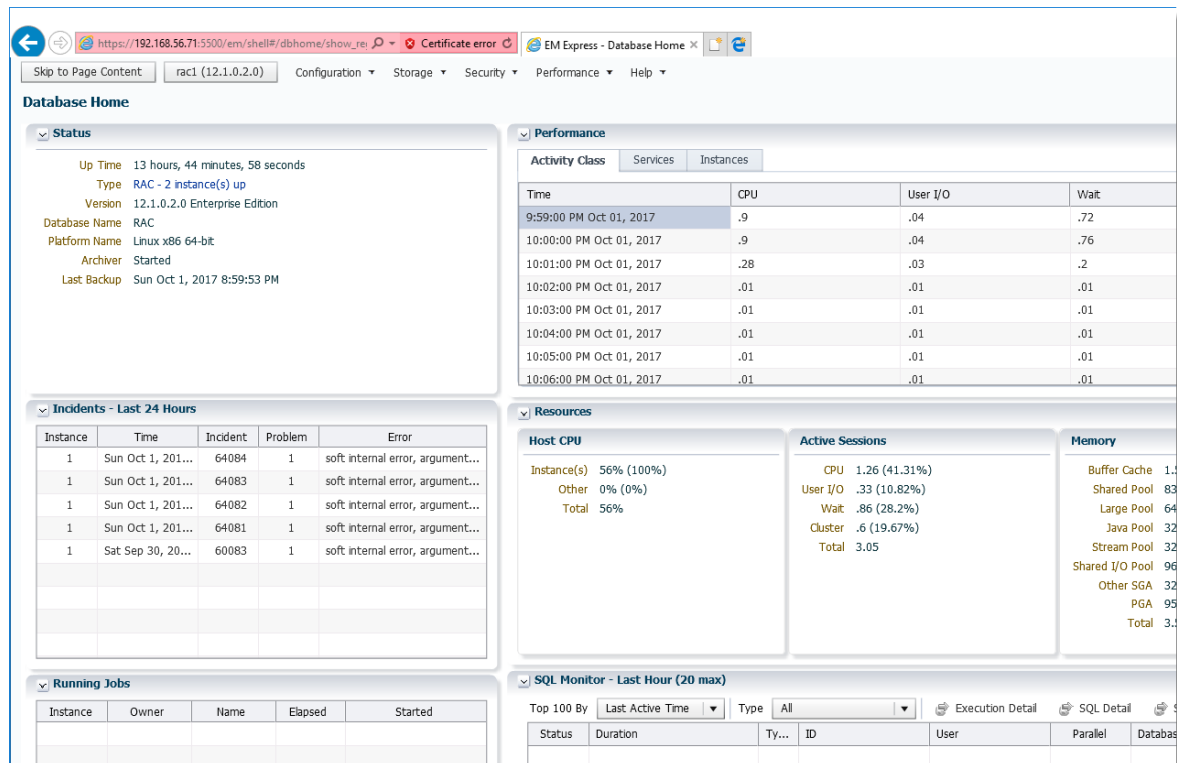 https://192.168.56.71:5500/em/shell#/dbhome/show_re Certificate error EM Express - Database Home
Skip to Page Content rac1 (12.1.0.2.0) Configuration Storage Security Performance Help
Database Home
Status
Up Time 13 hours, 44 minutes, 58 seconds
Type RAC - 2 instance(s) up
Version 12.1.0.2.0 Enterprise Edition
Database Name RAC
Platform Name Linux x86 64-bit
Archiver Started
Last Backup Sun Oct 1, 2017 8:59:53 PM
Performance
Activity Class Services Instances
Time CPU User I/O Wait
9:59:00 PM Oct 01, 2017 .9 .04 .72
10:00:00 PM Oct 01, 2017 .9 .04 .76
10:01:00 PM Oct 01, 2017 .28 .03 .2
10:02:00 PM Oct 01, 2017 .01 .01 .01
10:03:00 PM Oct 01, 2017 .01 .01 .01
10:04:00 PM Oct 01, 2017 .01 .01 .01
10:05:00 PM Oct 01, 2017 .01 .01 .01
10:06:00 PM Oct 01, 2017 .01 .01 .01
Incidents - Last 24 Hours
Instance Time Incident Problem Error
1 Sun Oct 1, 201... 64084 1 soft internal error, argument...
1 Sun Oct 1, 201... 64083 1 soft internal error, argument...
1 Sun Oct 1, 201... 64082 1 soft internal error, argument...
1 Sun Oct 1, 201... 64081 1 soft internal error, argument...
1 Sat Sep 30, 20... 60083 1 soft internal error, argument...
Resources
Host CPU
Instance(s) 56% (100%)
Other 0% (0%)
Total 56%
Active Sessions
CPU 1.26 (41.31%)
User I/O .33 (10.82%)
Wait .86 (28.2%)
Cluster .6 (19.67%)
Total 3.05
Memory
Buffer Cache 1.
Shared Pool 83
Large Pool 64
Java Pool 32
Stream Pool 32
Shared I/O Pool 96
Other SGA 32
PGA 95
Total 3.
Running Jobs
Instance Owner Name Elapsed Started
SQL Monitor - Last Hour (20 max)
Top 100 By Last Active Time Type All Execution Detail SQL Detail
Status Duration Ty... ID User Parallel Databas